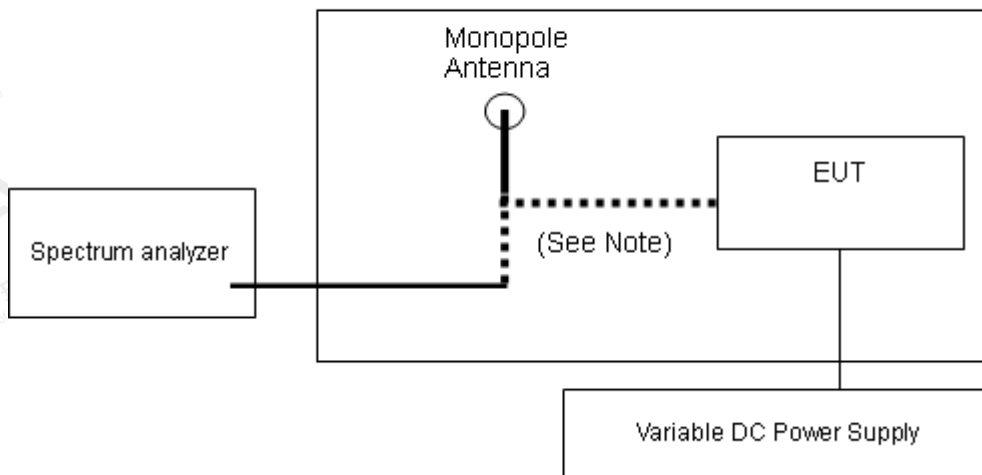 Monopole
Antenna
EUT
(See Note)
Spectrum analyzer
Variable DC Power Supply